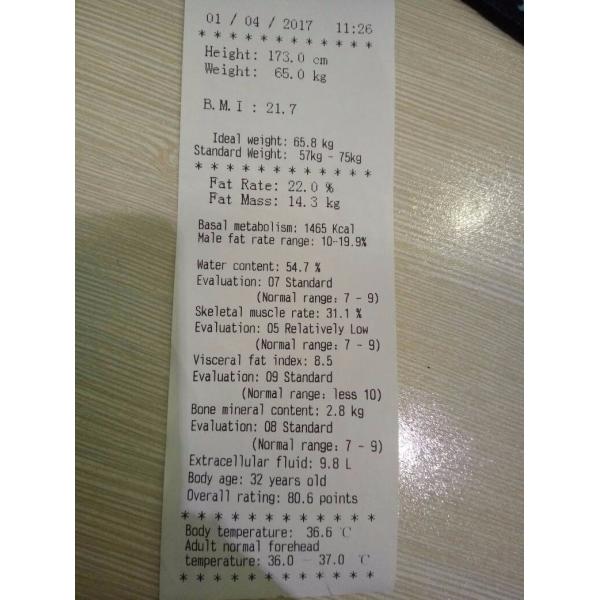 01 / 04 / 2017 11:26
* * * * * * * * * * * *
Height: 173.0 cm
Weight: 65.0 kg
B.M.I : 21.7
Ideal weight: 65.8 kg
Standard Weight: 57kg - 75kg
* * * * * * * * * * * *
Fat Rate: 22.0 %
Fat Mass: 14.3 kg
Basal metabolism: 1465 Kcal
Male fat rate range: 10-19.9%
Water content: 54.7 %
Evaluation: 07 Standard
(Normal range: 7 - 9)
Skeletal muscle rate: 31.1 %
Evaluation: 05 Relatively Low
(Normal range: 7 - 9)
Visceral fat index: 8.5
Evaluation: 09 Standard
(Normal range: less 10)
Bone mineral content: 2.8 kg
Evaluation: 08 Standard
(Normal range: 7 - 9)
Extracellular fluid: 9.8 L
Body age: 32 years old
Overall rating: 80.6 points
* * * * * * * * * * * *
Body temperature: 36.6 ℃
Adult normal forehead
temperature: 36.0 - 37.0 ℃
* * * * * * * * * * * *